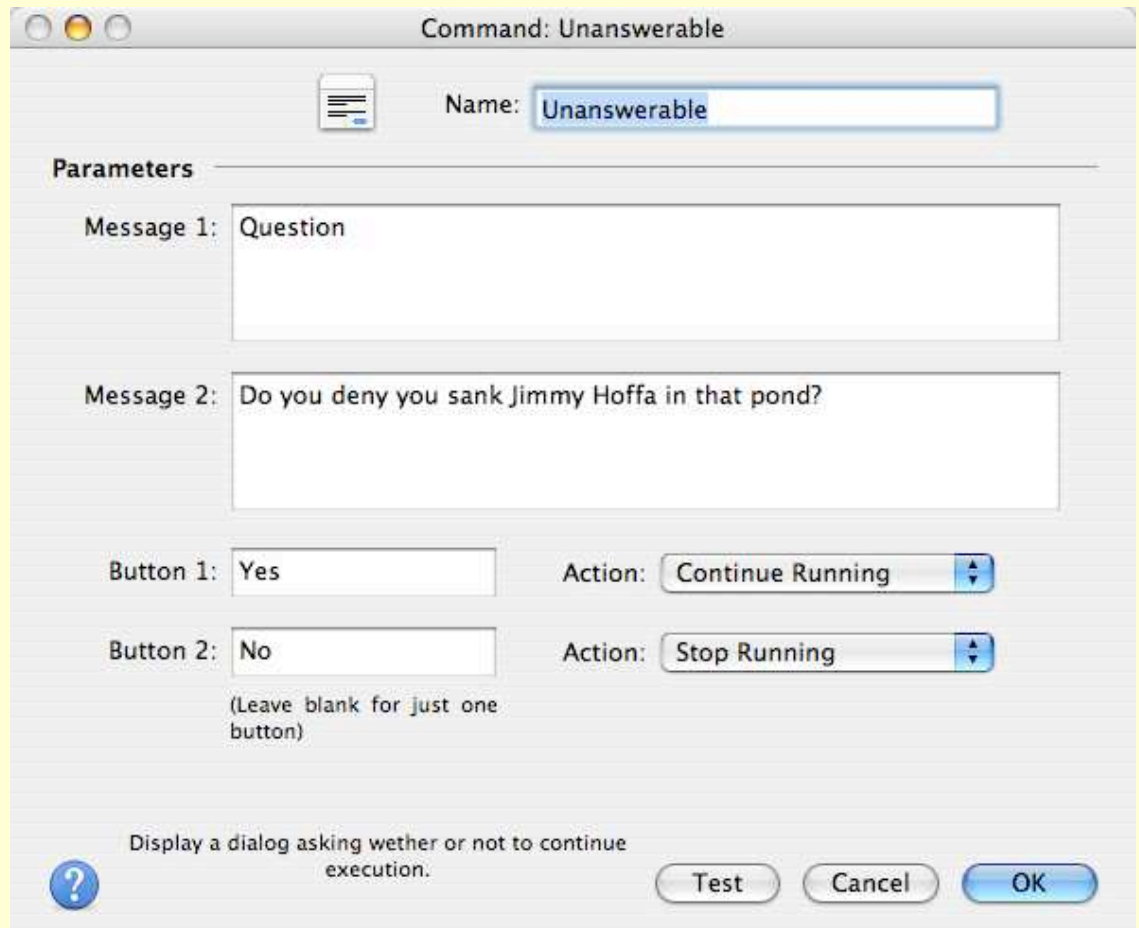 Command: Unanswerable
Name: Unanswerable
Parameters
Message 1: Question
Message 2: Do you deny you sank Jimmy Hoffa in that pond?
Button 1: Yes Action: Continue Running
Button 2: No Action: Stop Running
(Leave blank for just one
button)
Display a dialog asking wether or not to continue
execution.
? Test Cancel OK